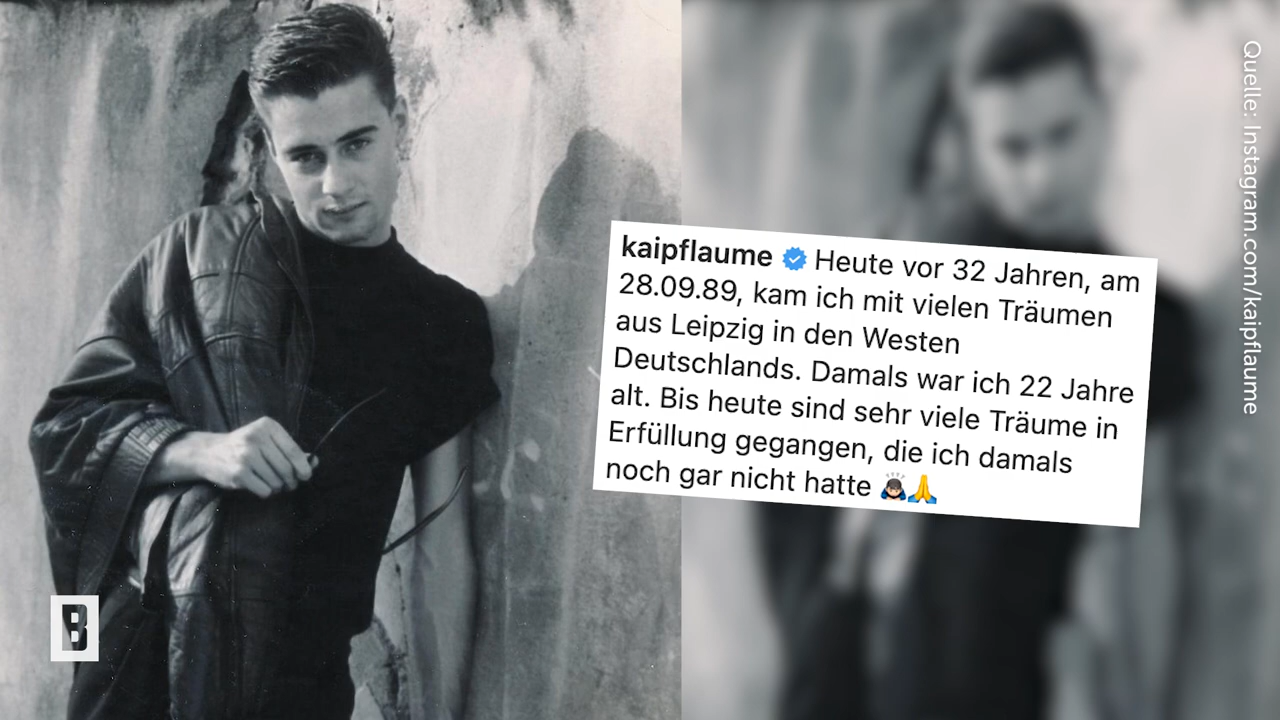 kaipflaume Heute vor 32 Jahren, am
28.09.89, kam ich mit vielen Träumen
aus Leipzig in den Westen
Deutschlands. Damals war ich 22 Jahre
alt. Bis heute sind sehr viele Träume in
Erfüllung gegangen, die ich damals
noch gar nicht hatte 🙇🏻‍♂️🙏
Quelle: Instagram.com/kaipflaume
B